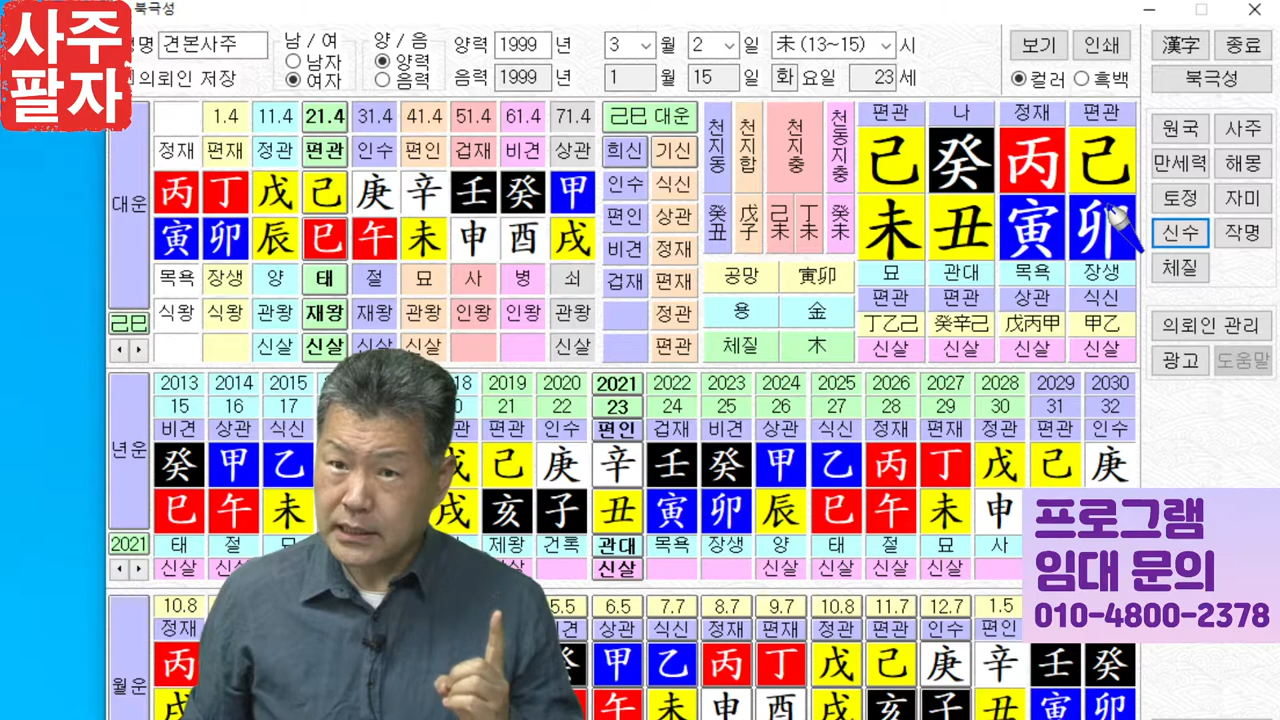 사주
팔자
북극성
명 견본사주 남 / 여 양 / 음 양력 1999 년 3 월 2 일 未 (13~15) 시 보기 인쇄 漢字 종료
의뢰인 저장 남자 여자 양력 음력 음력 1999 년 1 월 15 일 화 요일 23 세 컬러 흑백 북극성
대운
1.4 11.4 21.4 31.4 41.4 51.4 61.4 71.4
정재 편재 정관 편관 인수 편인 겁재 비견 상관
丙 丁 戊 己 庚 辛 壬 癸 甲
寅 卯 辰 巳 午 未 申 酉 戌
목욕 장생 양 태 절 묘 사 병 쇠
식왕 식왕 관왕 재왕 재왕 관왕 인왕 인왕 관왕
신살 신살 신살 신살 신살
己巳
己巳 대운
희신 기신
인수 식신
편인 상관
비견 정재
겁재 편재
정관
편관
천지동 천지합 천지충 천동지충
癸丑 戊子 己未 丁未 癸未
공망 寅卯
용 金
체질 木
편관 나 정재 편관
己 癸 丙 己
未 丑 寅 卯
묘 관대 목욕 장생
편관 편관 상관 식신
丁乙己 癸辛己 戊丙甲 甲乙
신살 신살 신살 신살
원국 사주
만세력 해몽
토정 자미
신수 작명
체질
의뢰인 관리
광고 도움말
년운
2013 2014 2015 18 2019 2020 2021 2022 2023 2024 2025 2026 2027 2028 2029 2030
15 16 17 0 21 22 23 24 25 26 27 28 29 30 31 32
비견 상관 식신 편관 인수 편인 겁재 비견 상관 식신 정재 편재 정관 편관 인수
癸 甲 乙 戊 己 庚 辛 壬 癸 甲 乙 丙 丁 戊 己 庚
巳 午 未 戌 亥 子 丑 寅 卯 辰 巳 午 未 申
2021 태 절 묘 제왕 건록 관대 목욕 장생 양 태 절 묘 사
신살 신살 신살 신살 신살 신살 신살
프로그램
임대 문의
010-4800-2378
월운
10.8 5.5 6.5 7.7 8.7 9.7 10.8 11.7 12.7 1.5
정재 견 상관 식신 정재 편재 정관 편관 인수 편인
丙 癸 甲 乙 丙 丁 戊 己 庚 辛 壬 癸
戌 午 未 申 酉 戌 亥 子 丑 寅 卯